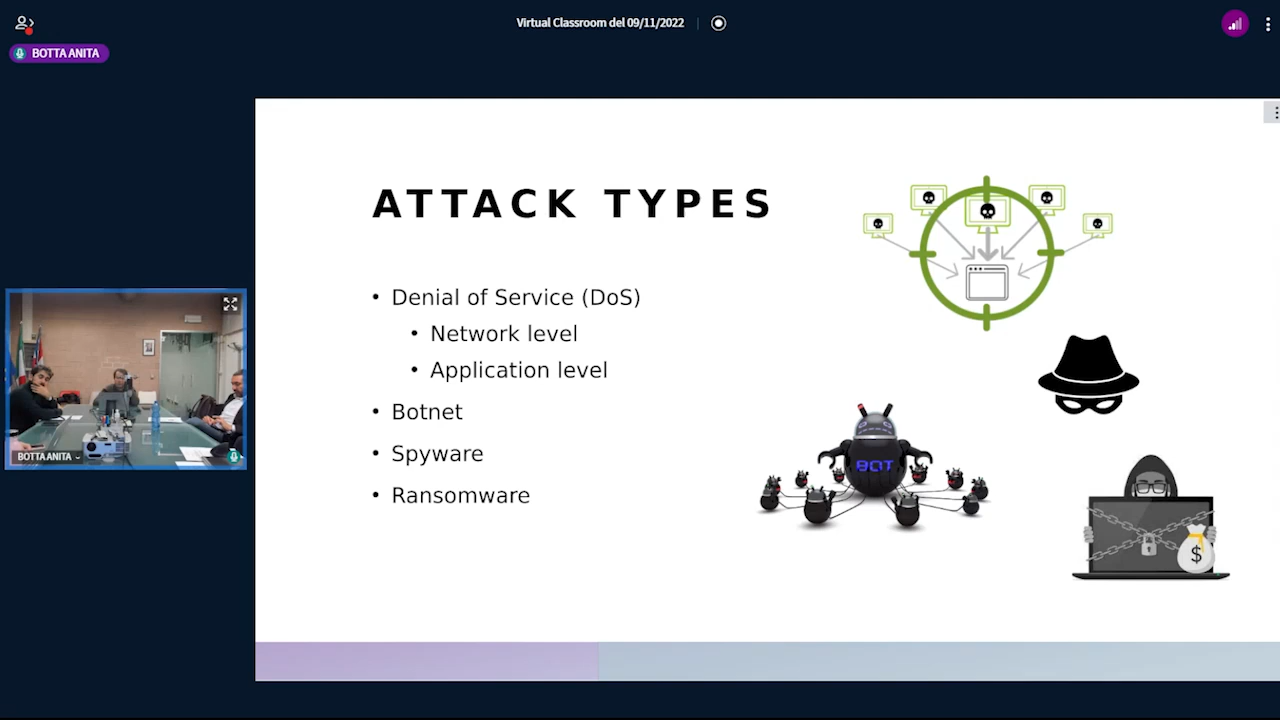 Virtual Classroom del 09/11/2022
BOTTA ANITA
ATTACK TYPES
• Denial of Service (DoS)
• Network level
• Application level
• Botnet
• Spyware
• Ransomware
BOT
$
BOTTA ANITA